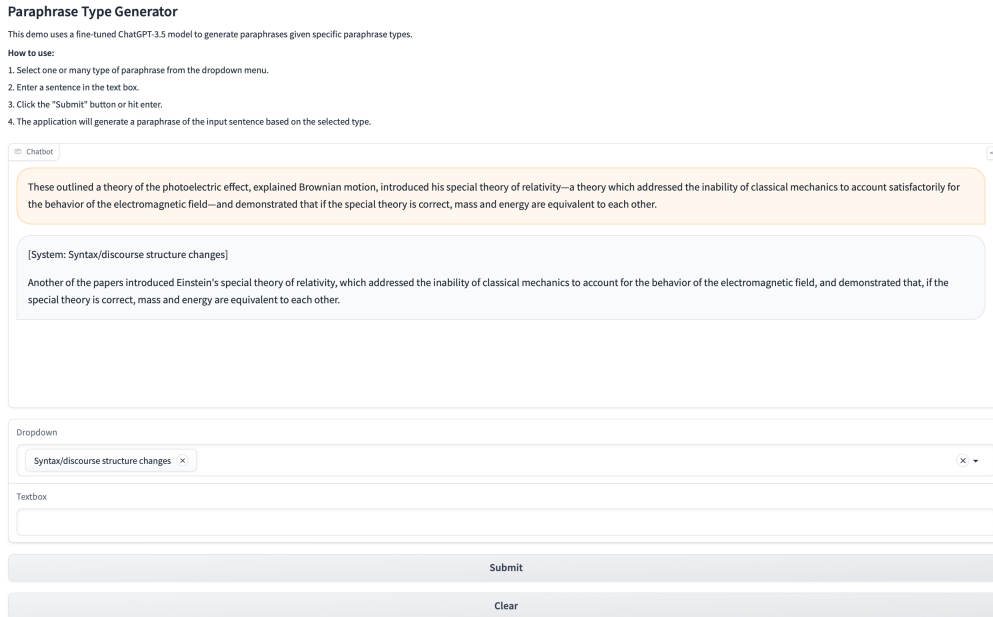 Paraphrase Type Generator
This demo uses a fine-tuned ChatGPT-3.5 model to generate paraphrases given specific paraphrase types.
How to use:
1. Select one or many type of paraphrase from the dropdown menu.
2. Enter a sentence in the text box.
3. Click the "Submit" button or hit enter.
4. The application will generate a paraphrase of the input sentence based on the selected type.
Chatbot
These outlined a theory of the photoelectric effect, explained Brownian motion, introduced his special theory of relativity—a theory which addressed the inability of classical mechanics to account satisfactorily for
the behavior of the electromagnetic field—and demonstrated that if the special theory is correct, mass and energy are equivalent to each other.
[System: Syntax/discourse structure changes]
Another of the papers introduced Einstein's special theory of relativity, which addressed the inability of classical mechanics to account for the behavior of the electromagnetic field, and demonstrated that, if the
special theory is correct, mass and energy are equivalent to each other.
Dropdown
Syntax/discourse structure changes
Textbox
Submit
Clear